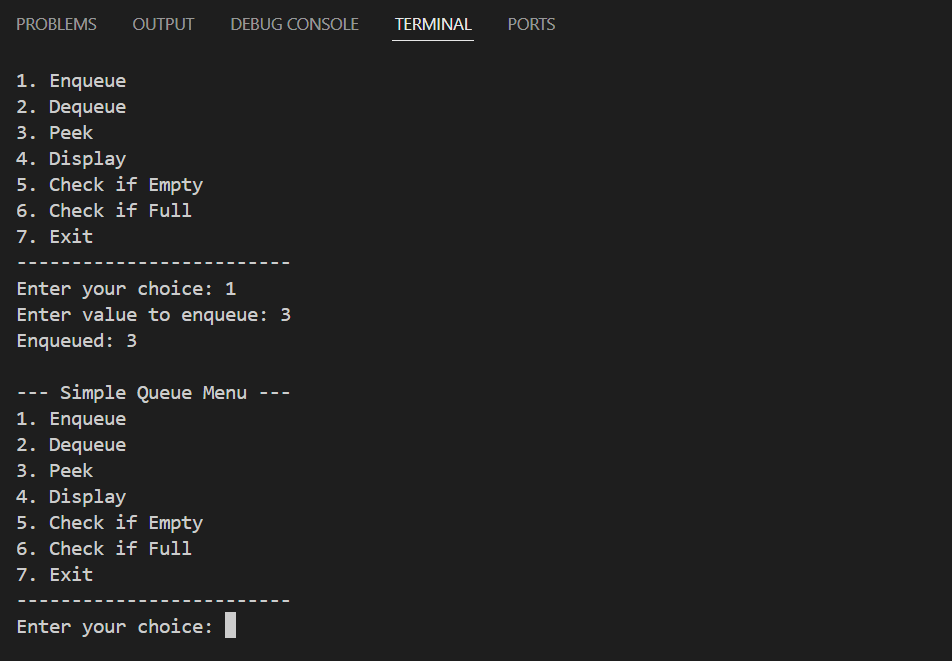 PROBLEMS OUTPUT DEBUG CONSOLE TERMINAL PORTS
1. Enqueue
2. Dequeue
3. Peek
4. Display
5. Check if Empty
6. Check if Full
7. Exit
-------------------------
Enter your choice: 1
Enter value to enqueue: 3
Enqueued: 3
--- Simple Queue Menu ---
1. Enqueue
2. Dequeue
3. Peek
4. Display
5. Check if Empty
6. Check if Full
7. Exit
-------------------------
Enter your choice: